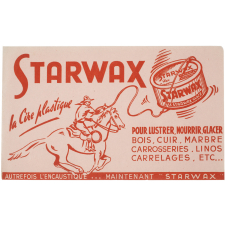 STARWAX
la Cire plastique
STARWAX
POUR LUSTRER, NOURRIR, GLACER
BOIS, CUIR, MARBRE
CARROSSERIES, LINOS
CARRELAGES, ETC...
AUTREFOIS L'ENCAUSTIQUE ... MAINTENANT "STARWAX